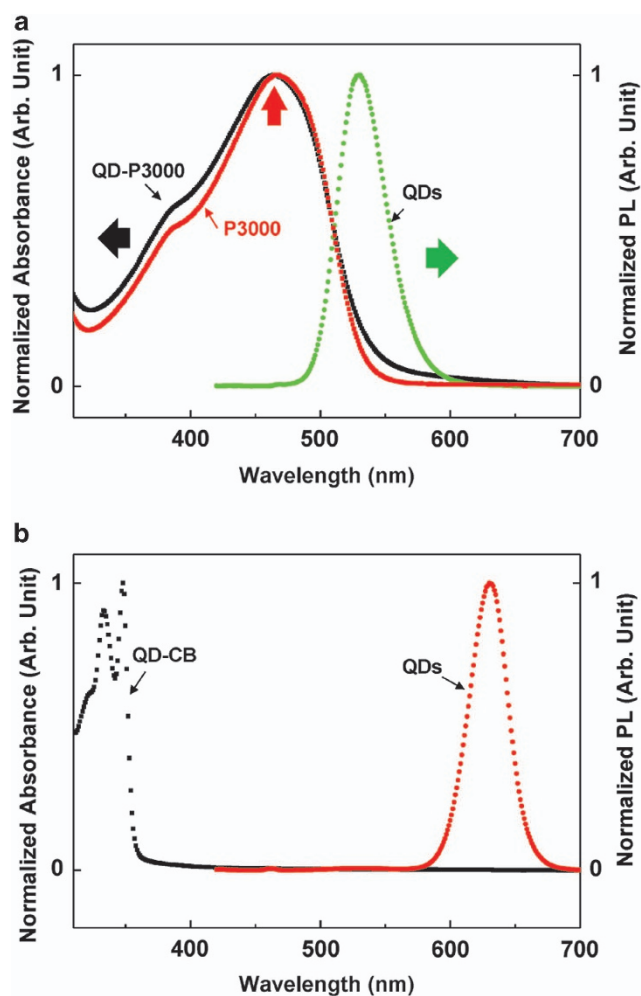 a
Normalized Absorbance (Arb. Unit)
1
0
QD-P3000
P3000
QDs
1
0
Normalized PL (Arb. Unit)
400 500 600 700
Wavelength (nm)
b
Normalized Absorbance (Arb. Unit)
1
0
QD-CB
QDs
1
0
Normalized PL (Arb. Unit)
400 500 600 700
Wavelength (nm)